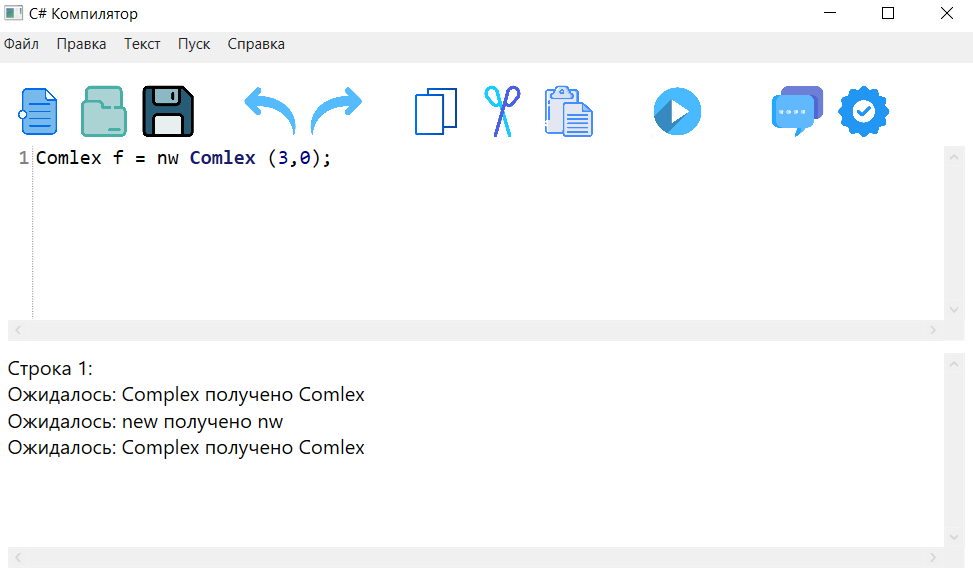 C# Компилятор
Файл Правка Текст Пуск Справка
1 Comlex f = nw Comlex (3,0);
Строка 1:
Ожидалось: Complex получено Comlex
Ожидалось: new получено nw
Ожидалось: Complex получено Comlex